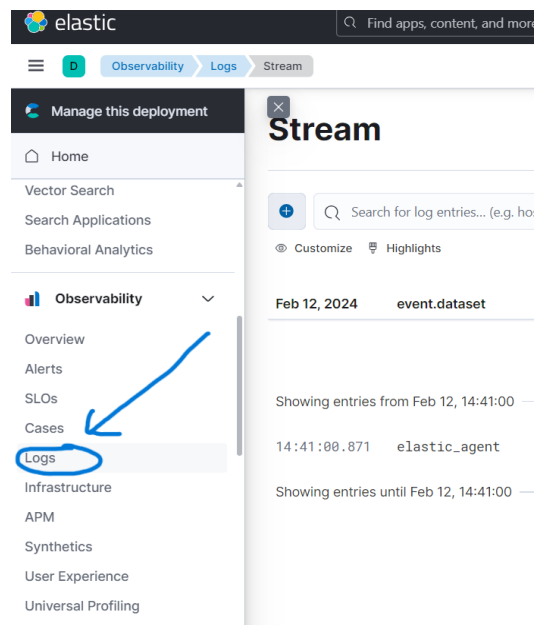 elastic
Find apps, content, and more
D
Observability
Logs
Stream
Manage this deployment
Home
Vector Search
Search Applications
Behavioral Analytics
Observability
Overview
Alerts
SLOs
Cases
Logs
Infrastructure
APM
Synthetics
User Experience
Universal Profiling
Stream
Search for log entries... (e.g. hos
Customize
Highlights
Feb 12, 2024 event.dataset
Showing entries from Feb 12, 14:41:00
14:41:00.871 elastic_agent
Showing entries until Feb 12, 14:41:00